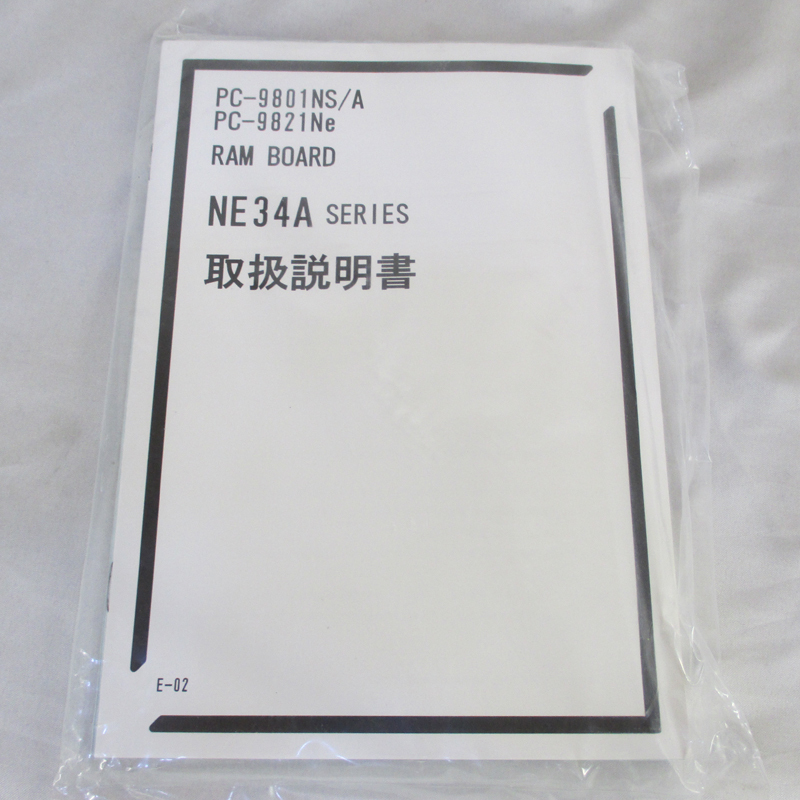 PC-9801NS/A
PC-9821Ne
RAM BOARD
NE34A SERIES
取扱説明書
E-02